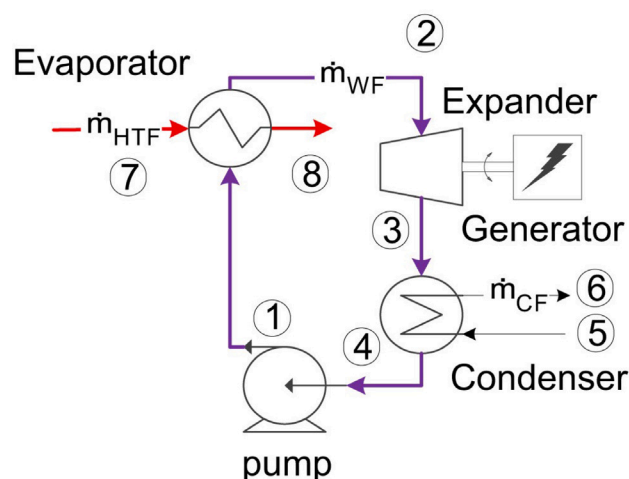 ②
Evaporator
ṁWF
Expander
ṁHTF
⑦
⑧
③
Generator
ṁCF
⑥
⑤
①
④
Condenser
pump